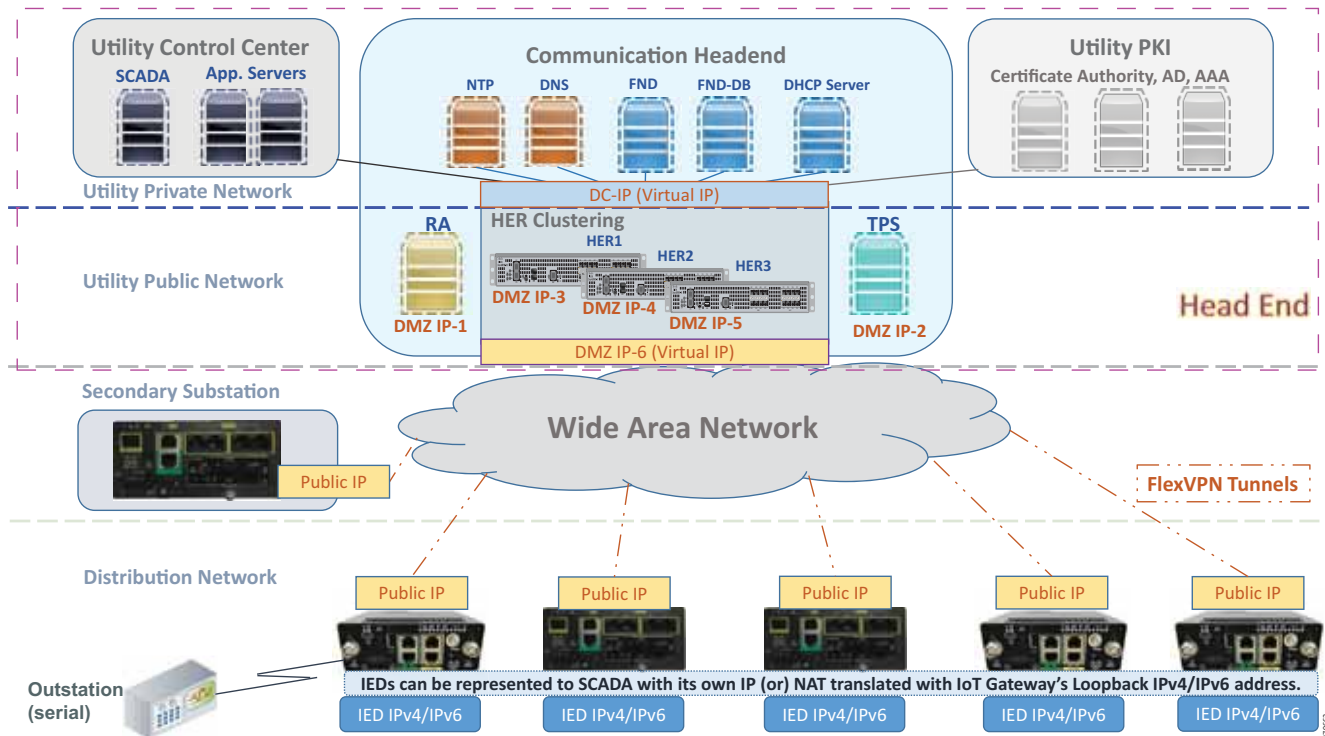 Utility Control Center
SCADA
App. Servers
Communication Headend
NTP
DNS
FND
FND-DB
DHCP Server
Utility PKI
Certificate Authority, AD, AAA
Utility Private Network
DC-IP (Virtual IP)
Utility Public Network
RA
DMZ IP-1
HER Clustering
HER1
HER2
HER3
DMZ IP-3
DMZ IP-4
DMZ IP-5
TPS
DMZ IP-2
Head End
DMZ IP-6 (Virtual IP)
Secondary Substation
Public IP
Wide Area Network
FlexVPN Tunnels
Distribution Network
Public IP
Public IP
Public IP
Public IP
Public IP
Outstation
(serial)
IEDs can be represented to SCADA with its own IP (or) NAT translated with IoT Gateway's Loopback IPv4/IPv6 address.
IED IPv4/IPv6
IED IPv4/IPv6
IED IPv4/IPv6
IED IPv4/IPv6
IED IPv4/IPv6